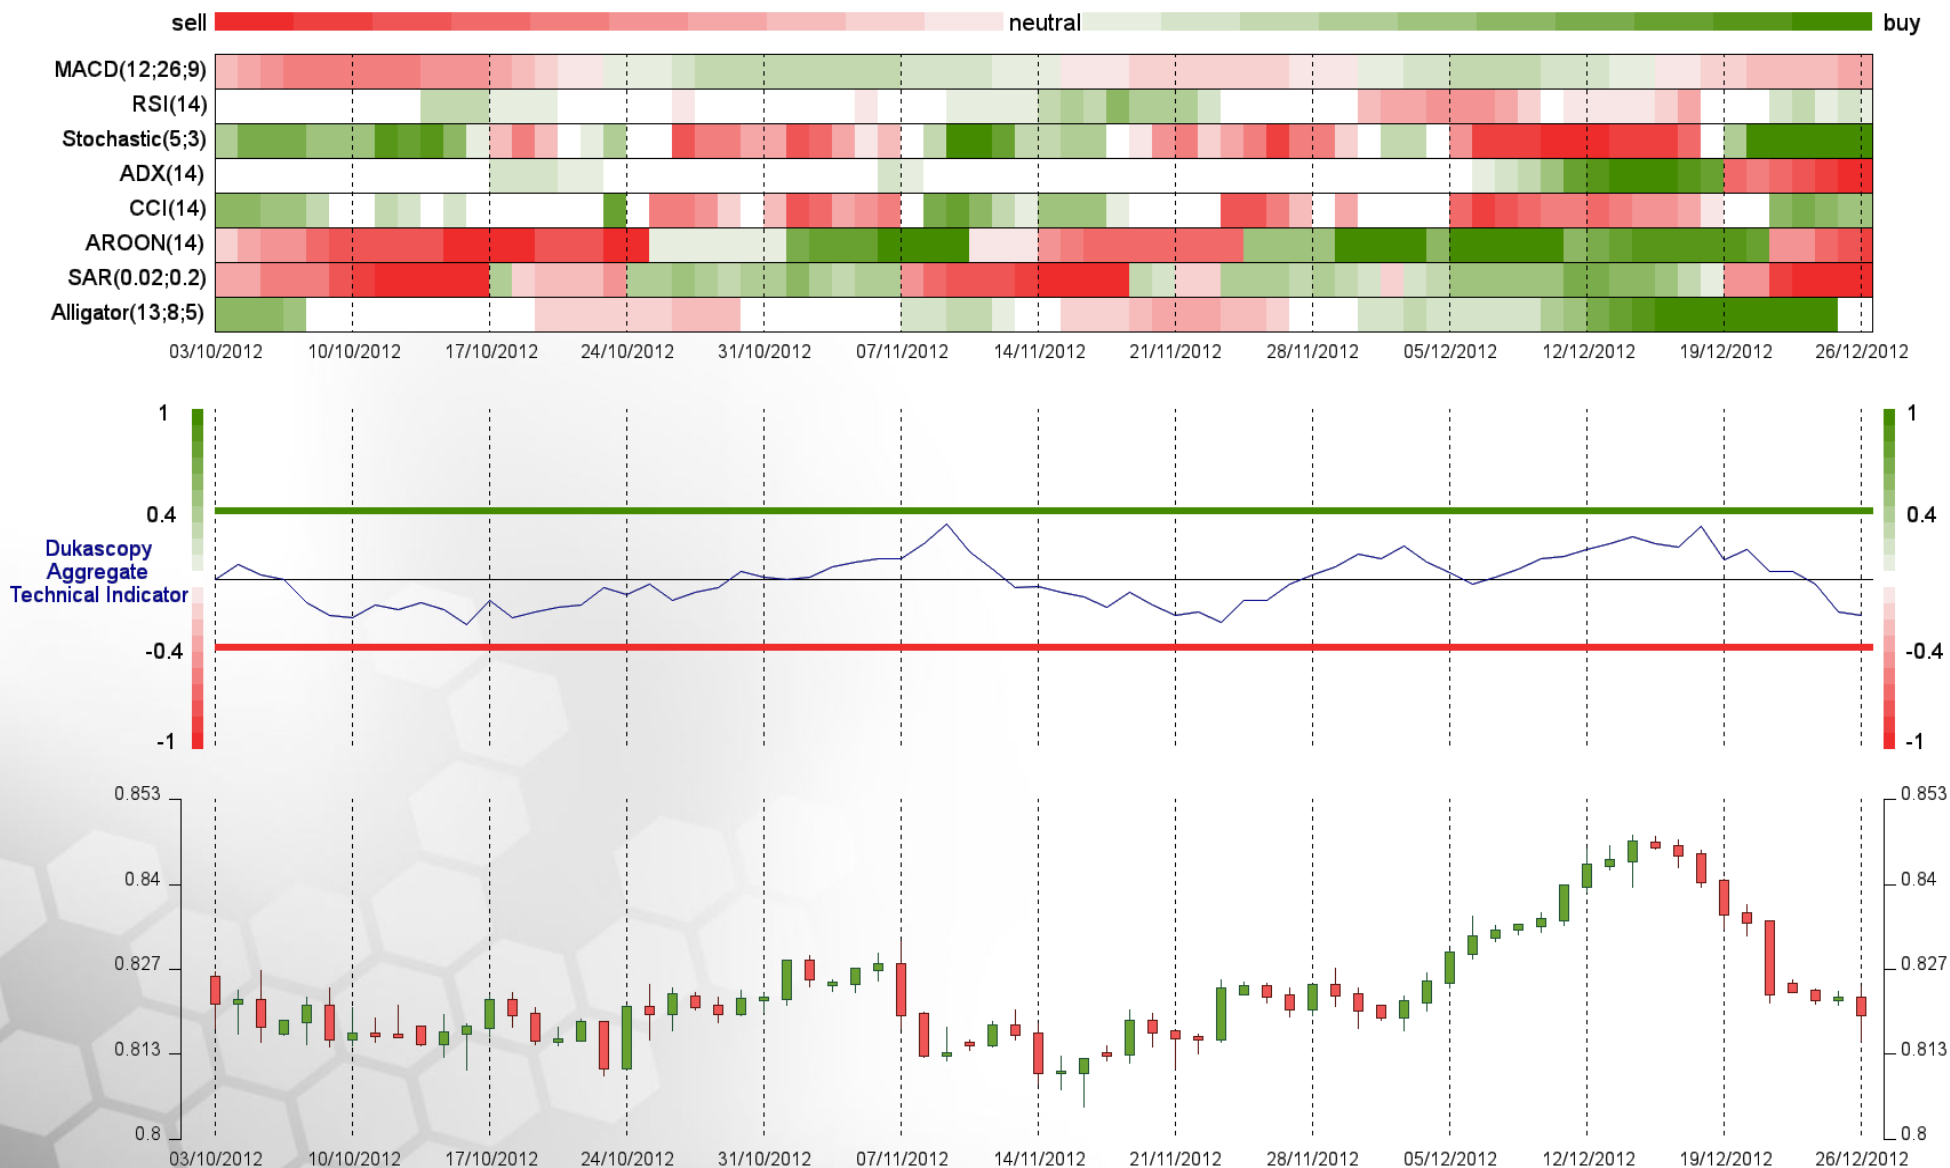 sell neutral buy
MACD(12;26;9)
RSI(14)
Stochastic(5;3)
ADX(14)
CCI(14)
AROON(14)
SAR(0.02;0.2)
Alligator(13;8;5)
03/10/2012 10/10/2012 17/10/2012 24/10/2012 31/10/2012 07/11/2012 14/11/2012 21/11/2012 28/11/2012 05/12/2012 12/12/2012 19/12/2012 26/12/2012
1 1
0.4 0.4
Dukascopy
Aggregate
Technical Indicator
-0.4 -0.4
-1 -1
0.853 0.853
0.84 0.84
0.827 0.827
0.813 0.813
0.8 0.8
03/10/2012 10/10/2012 17/10/2012 24/10/2012 31/10/2012 07/11/2012 14/11/2012 21/11/2012 28/11/2012 05/12/2012 12/12/2012 19/12/2012 26/12/2012